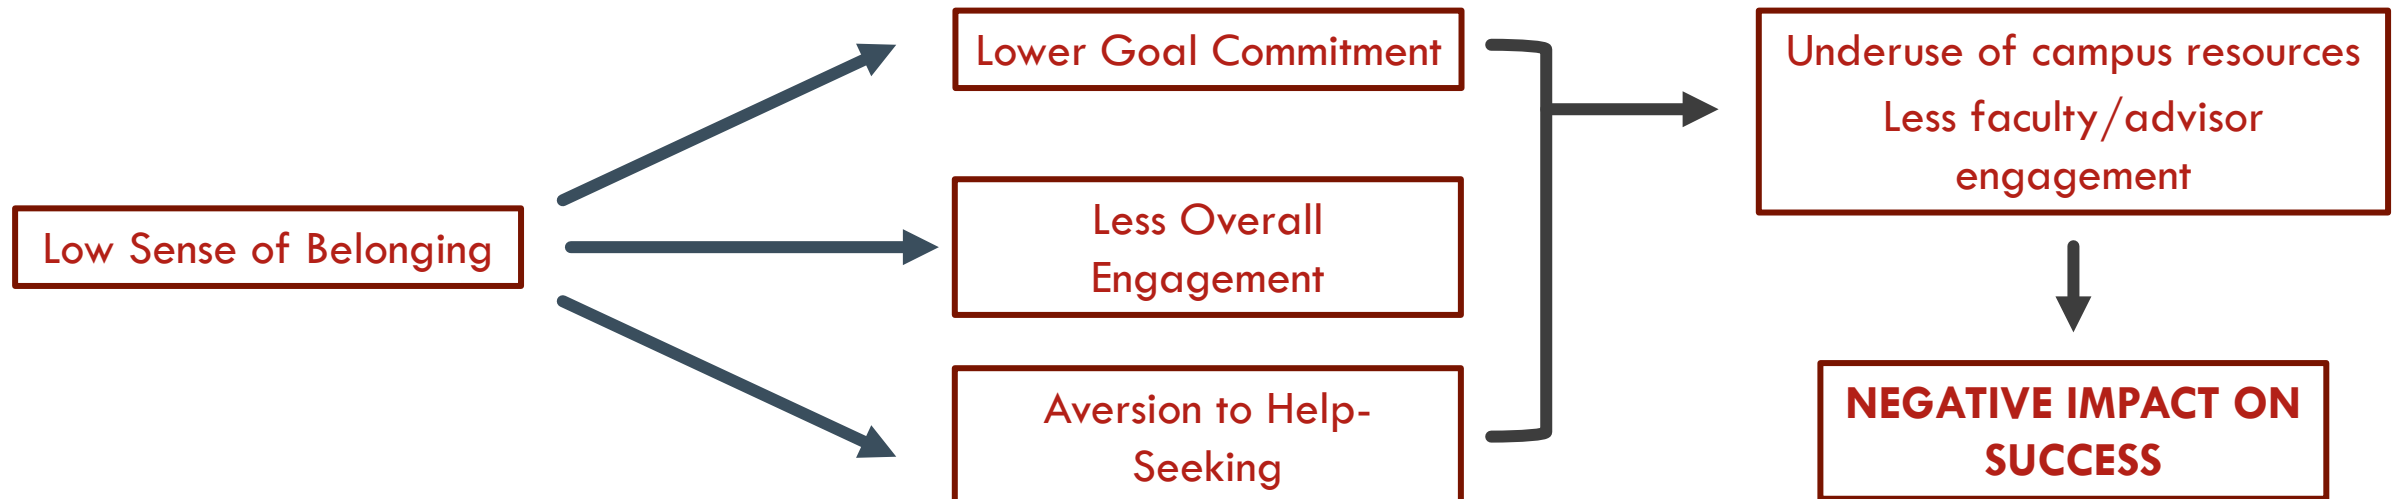 Low Sense of Belonging
Lower Goal Commitment
Less Overall
Engagement
Aversion to Help-
Seeking
Underuse of campus resources
Less faculty/advisor
engagement
NEGATIVE IMPACT ON
SUCCESS